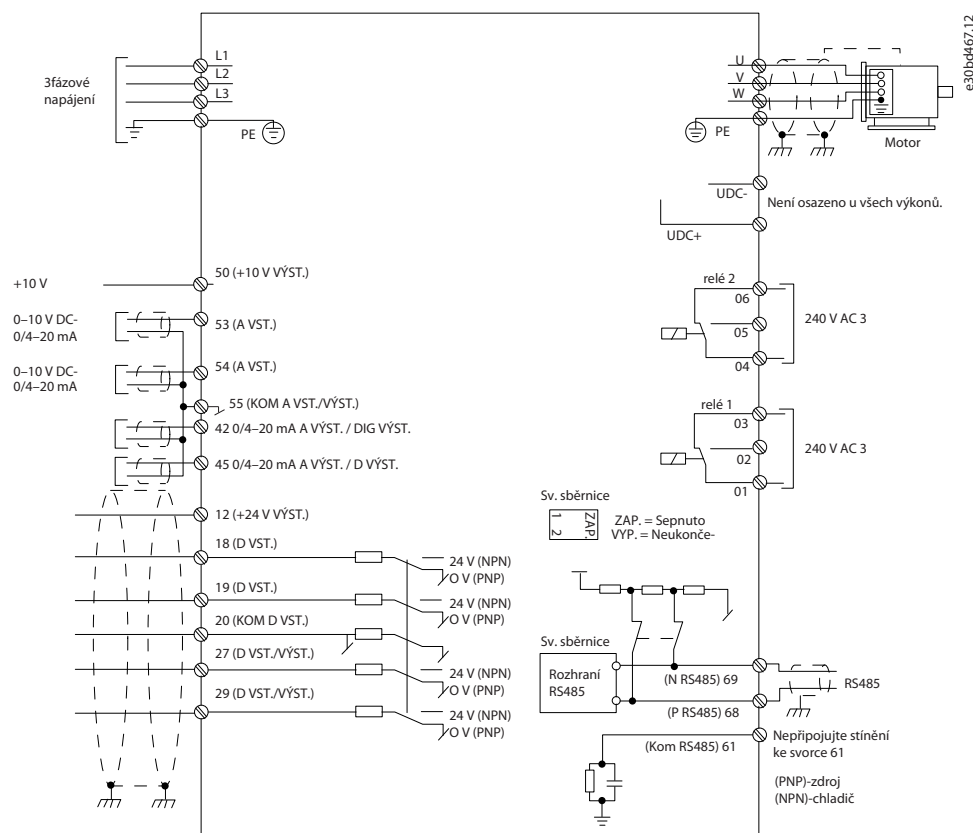 e30bd467.12
3fázové
napájení
L1
L2
L3
PE
U
V
W
PE
Motor
UDC-
Není osazeno u všech výkonů.
UDC+
+10 V
50 (+10 V VÝST.)
0–10 V DC-
0/4–20 mA
53 (A VST.)
0–10 V DC-
0/4–20 mA
54 (A VST.)
55 (KOM A VST./VÝST.)
42 0/4–20 mA A VÝST. / DIG VÝST.
45 0/4–20 mA A VÝST. / D VÝST.
12 (+24 V VÝST.)
18 (D VST.)
24 V (NPN)
O V (PNP)
19 (D VST.)
24 V (NPN)
O V (PNP)
20 (KOM D VST.)
27 (D VST./VÝST.)
24 V (NPN)
O V (PNP)
29 (D VST./VÝST.)
24 V (NPN)
O V (PNP)
relé 2
06
05
04
240 V AC 3
relé 1
03
02
01
240 V AC 3
Sv. sběrnice
1 2
ZAP.
ZAP. = Sepnuto
VYP. = Neukonče-
Sv. sběrnice
Rozhraní
RS485
(N RS485) 69
(P RS485) 68
RS485
(Kom RS485) 61
Nepřipojujte stínění
ke svorce 61
(PNP)-zdroj
(NPN)-chladič